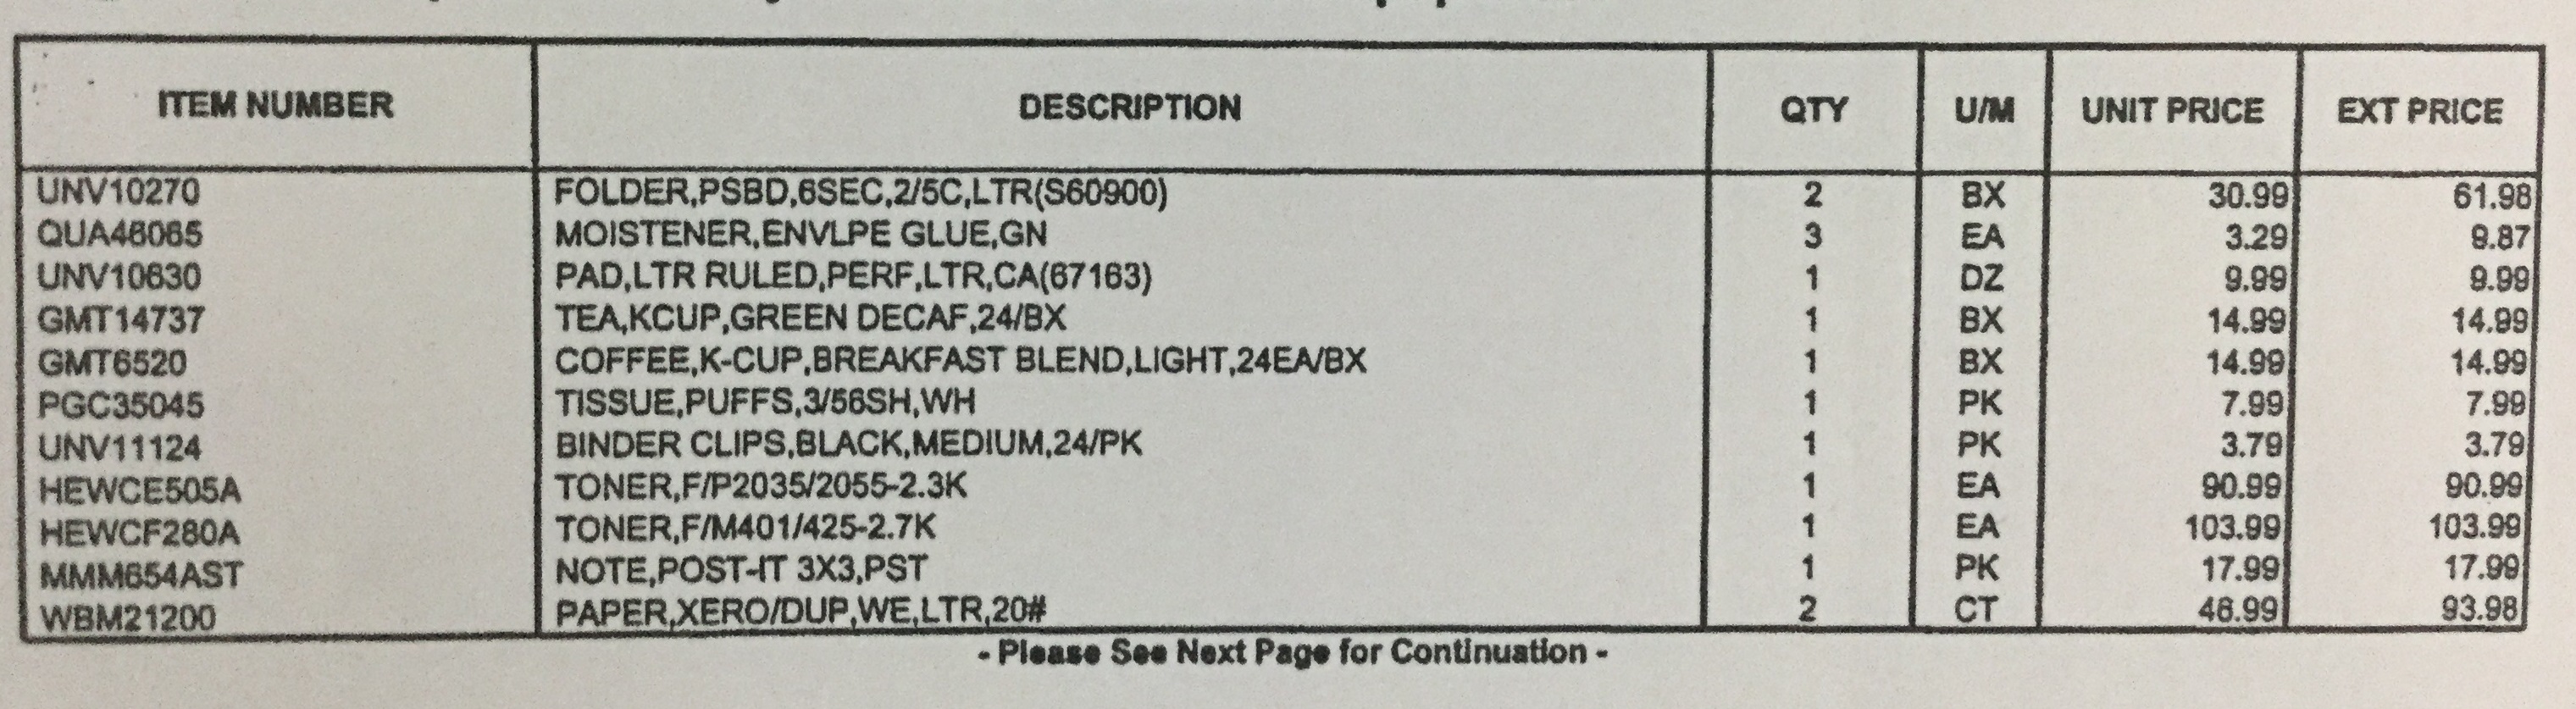 ITEM NUMBER DESCRIPTION QTY U/M UNIT PRICE EXT PRICE
UNV10270 FOLDER,PSBD,6SEC,2/5C,LTR(S60900) 2 BX 30.99 61.98
QUA46065 MOISTENER,ENVLPE GLUE,GN 3 EA 3.29 9.87
UNV10630 PAD,LTR RULED,PERF,LTR,CA(67163) 1 DZ 9.99 9.99
GMT14737 TEA,KCUP,GREEN DECAF,24/BX 1 BX 14.99 14.99
GMT6520 COFFEE,K-CUP,BREAKFAST BLEND,LIGHT,24EA/BX 1 BX 14.99 14.99
PGC35045 TISSUE,PUFFS,3/56SH,WH 1 PK 7.99 7.99
UNV11124 BINDER CLIPS,BLACK,MEDIUM,24/PK 1 PK 3.79 3.79
HEWCE505A TONER,F/P2035/2055-2.3K 1 EA 90.99 90.99
HEWCF280A TONER,F/M401/425-2.7K 1 EA 103.99 103.99
MMM654AST NOTE,POST-IT 3X3,PST 1 PK 17.99 17.99
WBM21200 PAPER,XERO/DUP,WE,LTR,20# 2 CT 46.99 93.98
- Please See Next Page for Continuation -